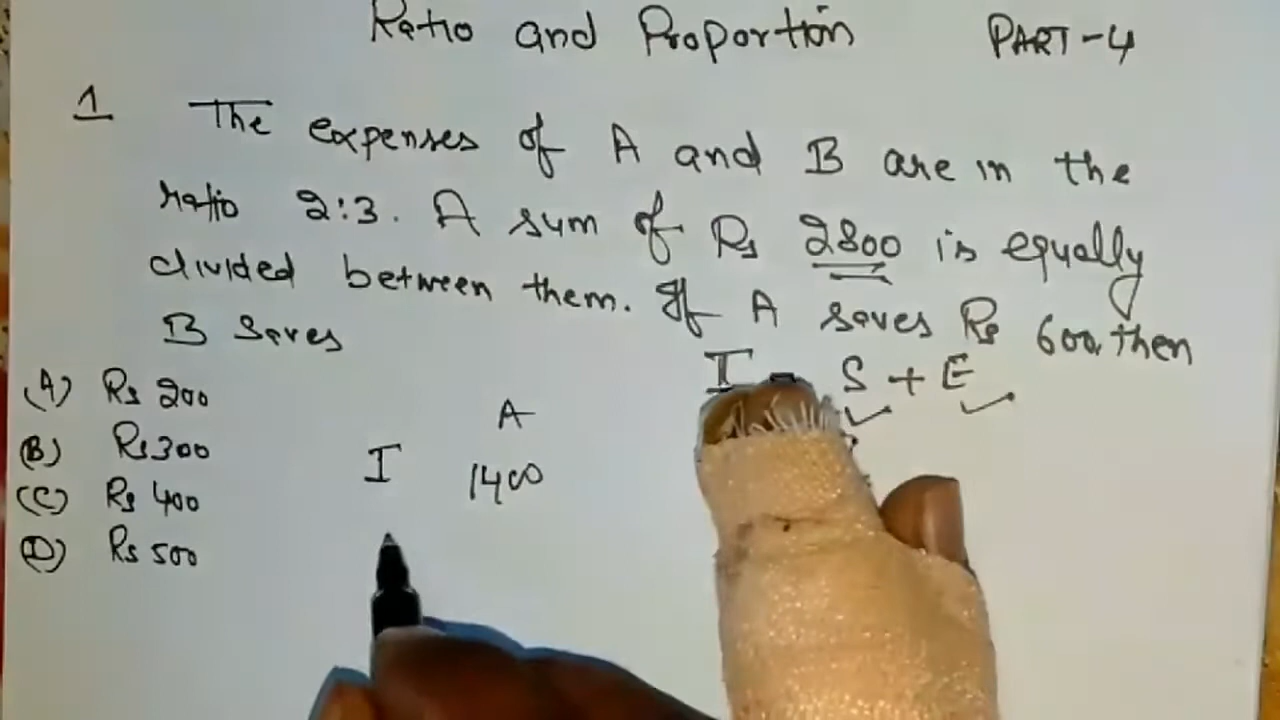 Ratio and Proportion PART-4
1 The expenses of A and B are in the
ratio 2:3. A sum of Rs 2800 is equally
divided between them. If A saves Rs 600, then
B saves
I = S + E
(A) Rs 200
(B) Rs 300
(C) Rs 400
(D) Rs 500
A
I 1400